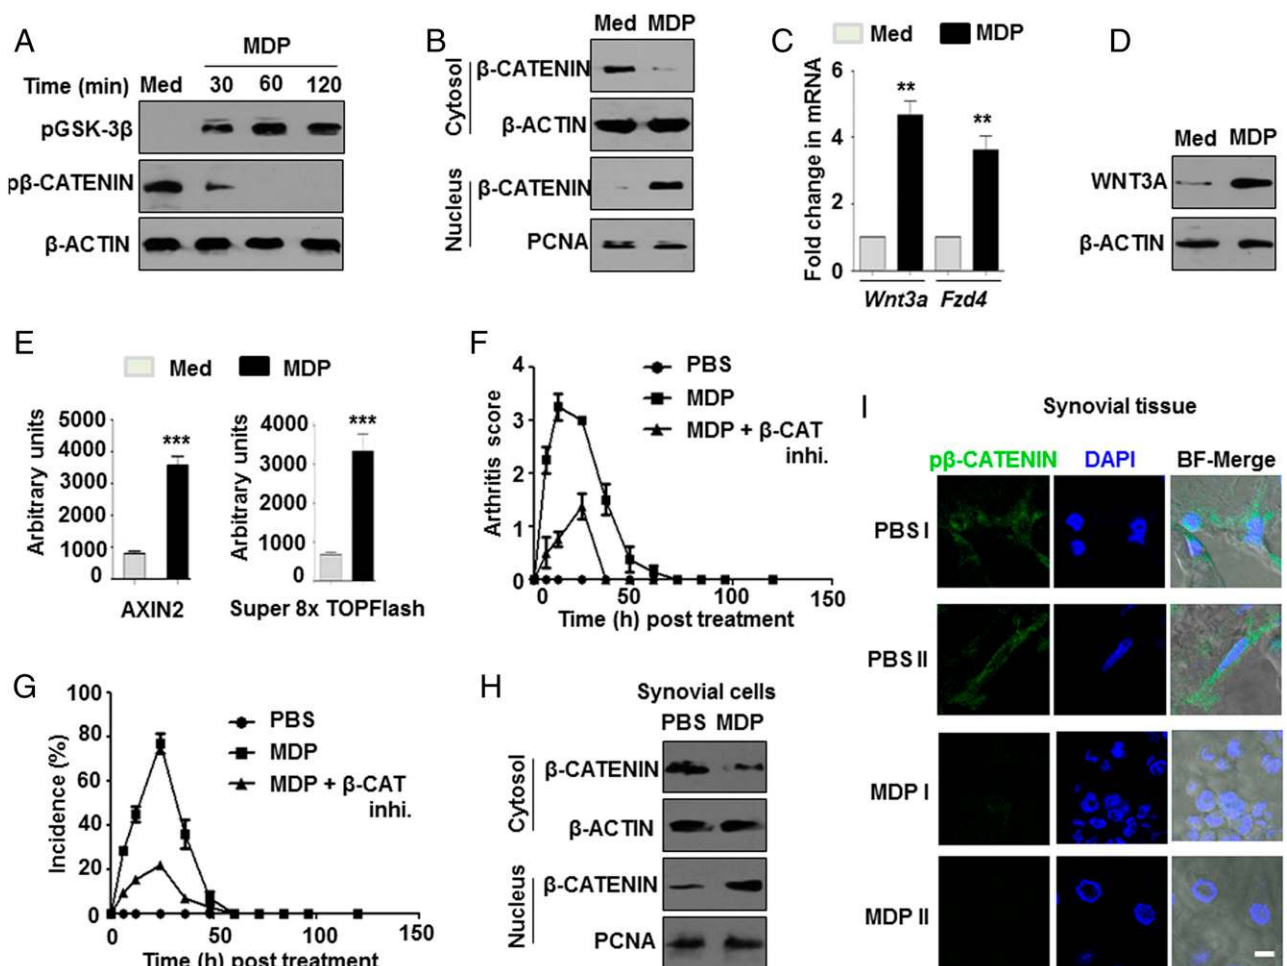 A
MDP
Time (min) Med 30 60 120
pGSK-3β
pβ-CATENIN
β-ACTIN
B
Med MDP
Cytosol
β-CATENIN
β-ACTIN
Nucleus
β-CATENIN
PCNA
C
Med MDP
Fold change in mRNA
6
4
2
0
** **
Wnt3a Fzd4
D
Med MDP
WNT3A
β-ACTIN
E
Med MDP
Arbitrary units
5000
4000
3000
2000
1000
0
***
AXIN2
Arbitrary units
4000
3000
2000
1000
0
***
Super 8x TOPFlash
F
Arthritis score
4
3
2
1
0
PBS
MDP
MDP + β-CAT
inhi.
0 50 100 150
Time (h) post treatment
G
Incidence (%)
100
80
60
40
20
0
PBS
MDP
MDP + β-CAT
inhi.
0 50 100 150
Time (h) post treatment
H
Synovial cells
PBS MDP
Cytosol
β-CATENIN
β-ACTIN
Nucleus
β-CATENIN
PCNA
I
Synovial tissue
pβ-CATENIN DAPI BF-Merge
PBS I
PBS II
MDP I
MDP II